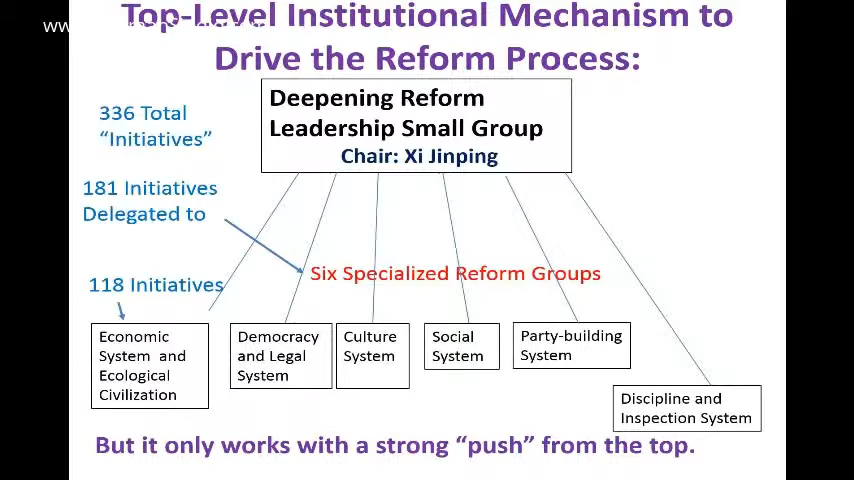 Top-Level Institutional Mechanism to
Drive the Reform Process:
Deepening Reform
Leadership Small Group
Chair: Xi Jinping
336 Total
“Initiatives”
181 Initiatives
Delegated to
Six Specialized Reform Groups
118 Initiatives
Economic
System and
Ecological
Civilization
Democracy
and Legal
System
Culture
System
Social
System
Party-building
System
Discipline and
Inspection System
But it only works with a strong “push” from the top.